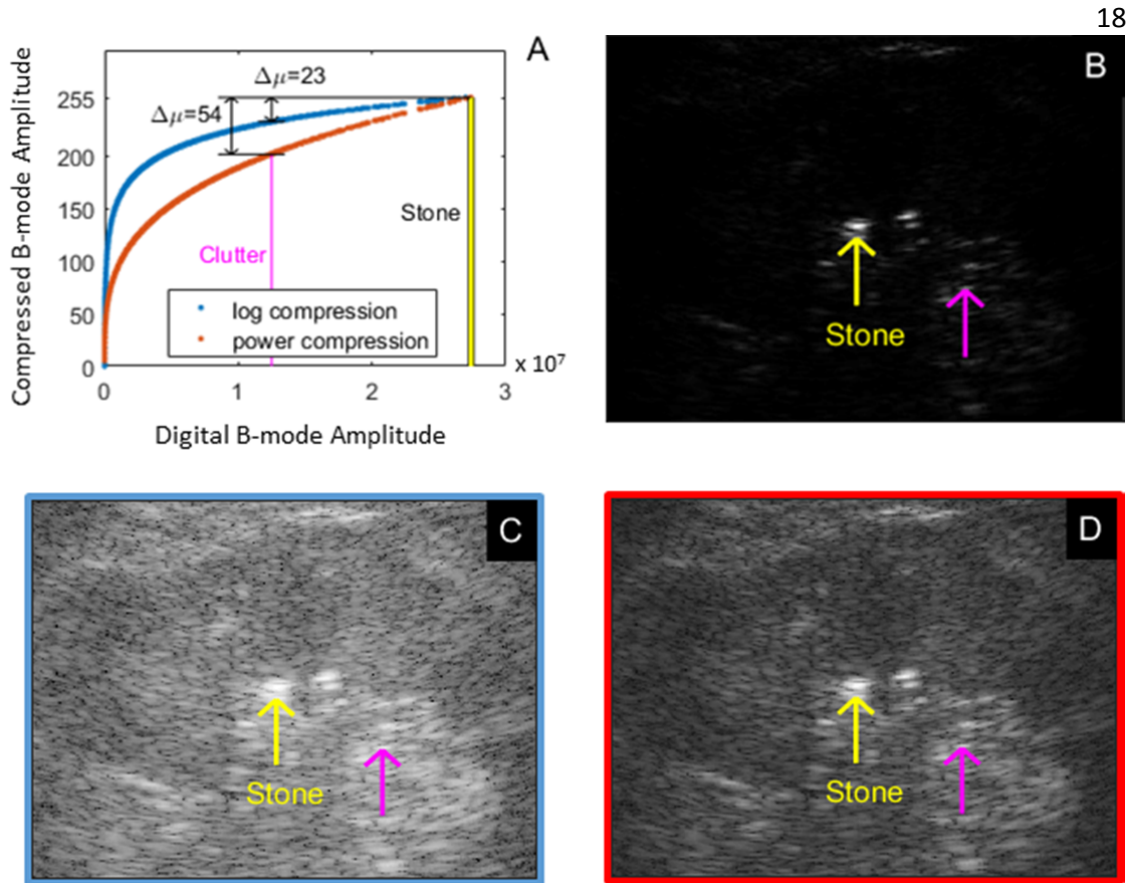 18
A
Compressed B-mode Amplitude
255
200
150
100
50
0
Δμ=23
Δμ=54
Stone
Clutter
log compression
power compression
x 10⁷
0 1 2 3
Digital B-mode Amplitude
B
Stone
C
Stone
D
Stone